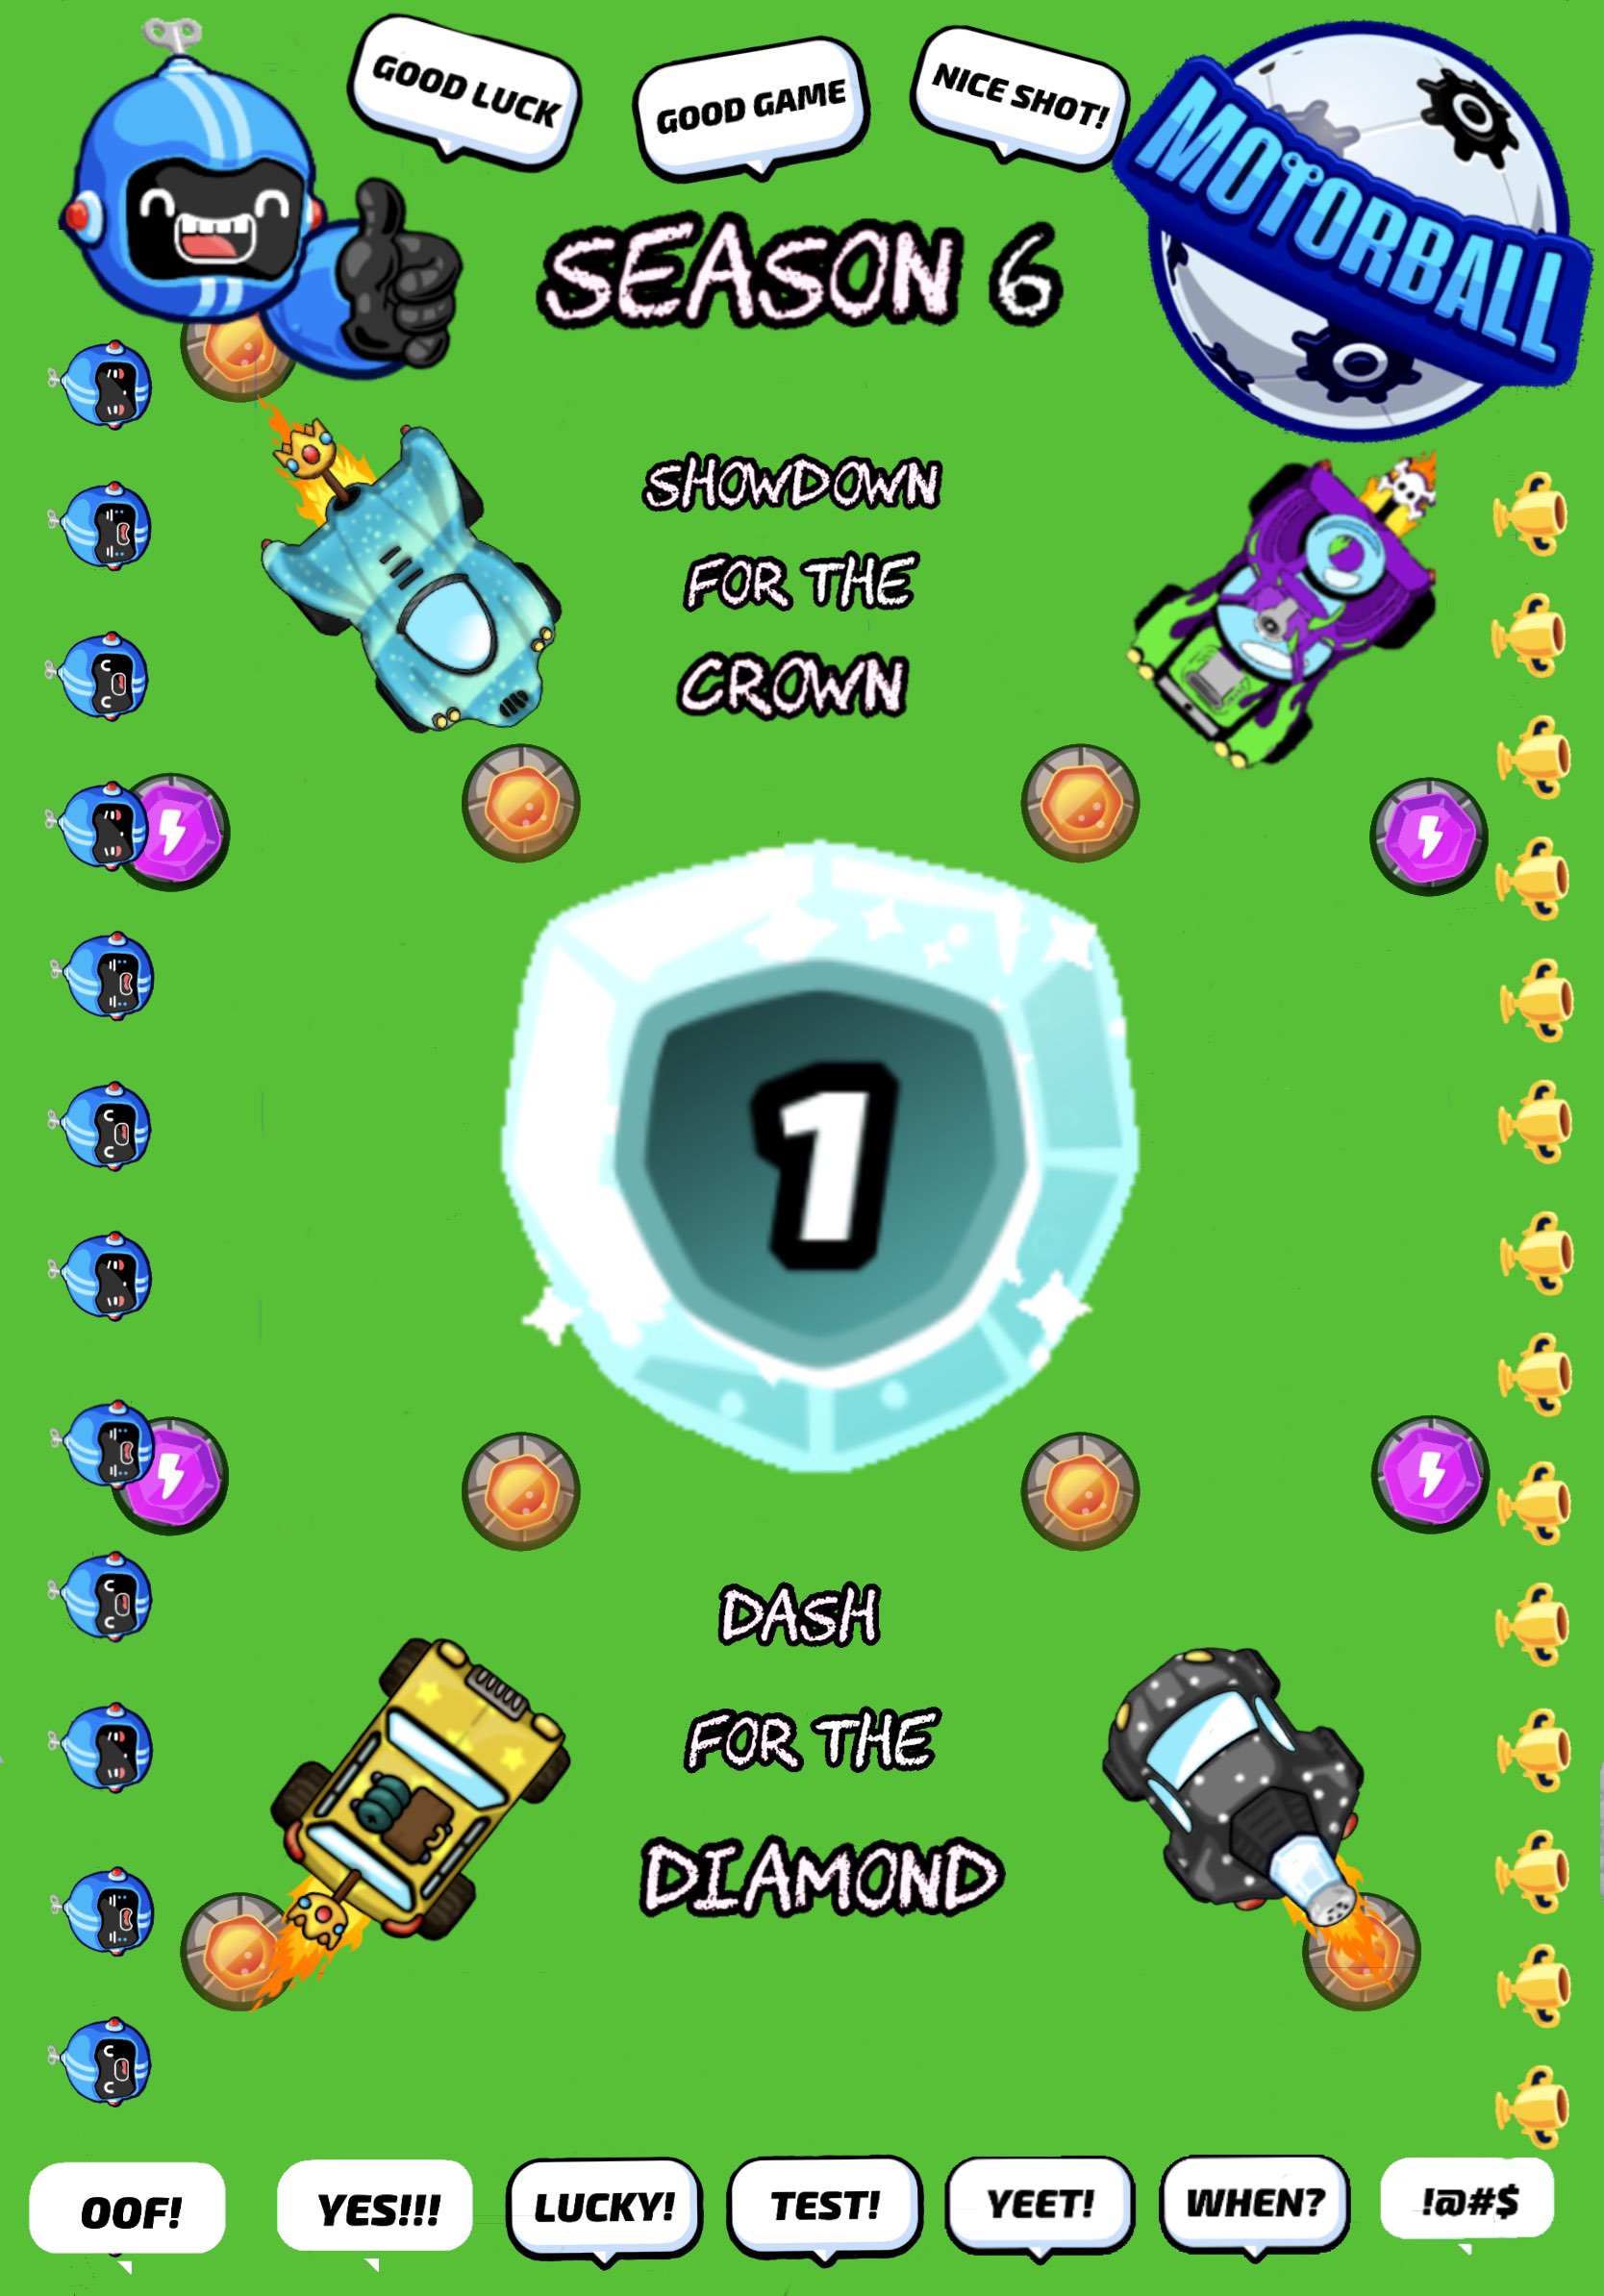 GOOD LUCK
GOOD GAME
NICE SHOT!
MOTORBALL
SEASON 6
SHOWDOWN
FOR THE
CROWN
1
DASH
FOR THE
DIAMOND
OOF!
YES!!!
LUCKY!
TEST!
YEET!
WHEN?
!@#$